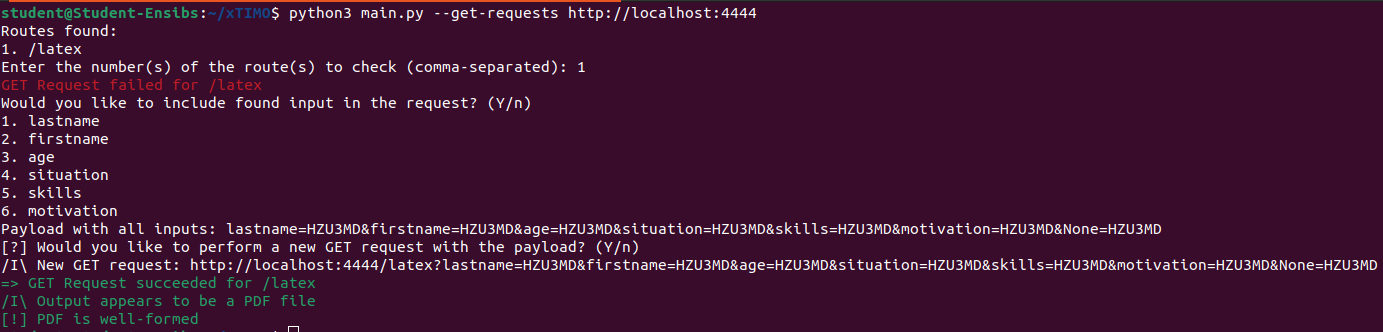 student@Student-Ensibs:~/xTIMO$ python3 main.py --get-requests http://localhost:4444
Routes found:
1. /latex
Enter the number(s) of the route(s) to check (comma-separated): 1
GET Request failed for /latex
Would you like to include found input in the request? (Y/n)
1. lastname
2. firstname
3. age
4. situation
5. skills
6. motivation
Payload with all inputs: lastname=HZU3MD&firstname=HZU3MD&age=HZU3MD&situation=HZU3MD&skills=HZU3MD&motivation=HZU3MD&None=HZU3MD
[?] Would you like to perform a new GET request with the payload? (Y/n)
/I\ New GET request: http://localhost:4444/latex?lastname=HZU3MD&firstname=HZU3MD&age=HZU3MD&situation=HZU3MD&skills=HZU3MD&motivation=HZU3MD&None=HZU3MD
=> GET Request succeeded for /latex
/I\ Output appears to be a PDF file
[!] PDF is well-formed